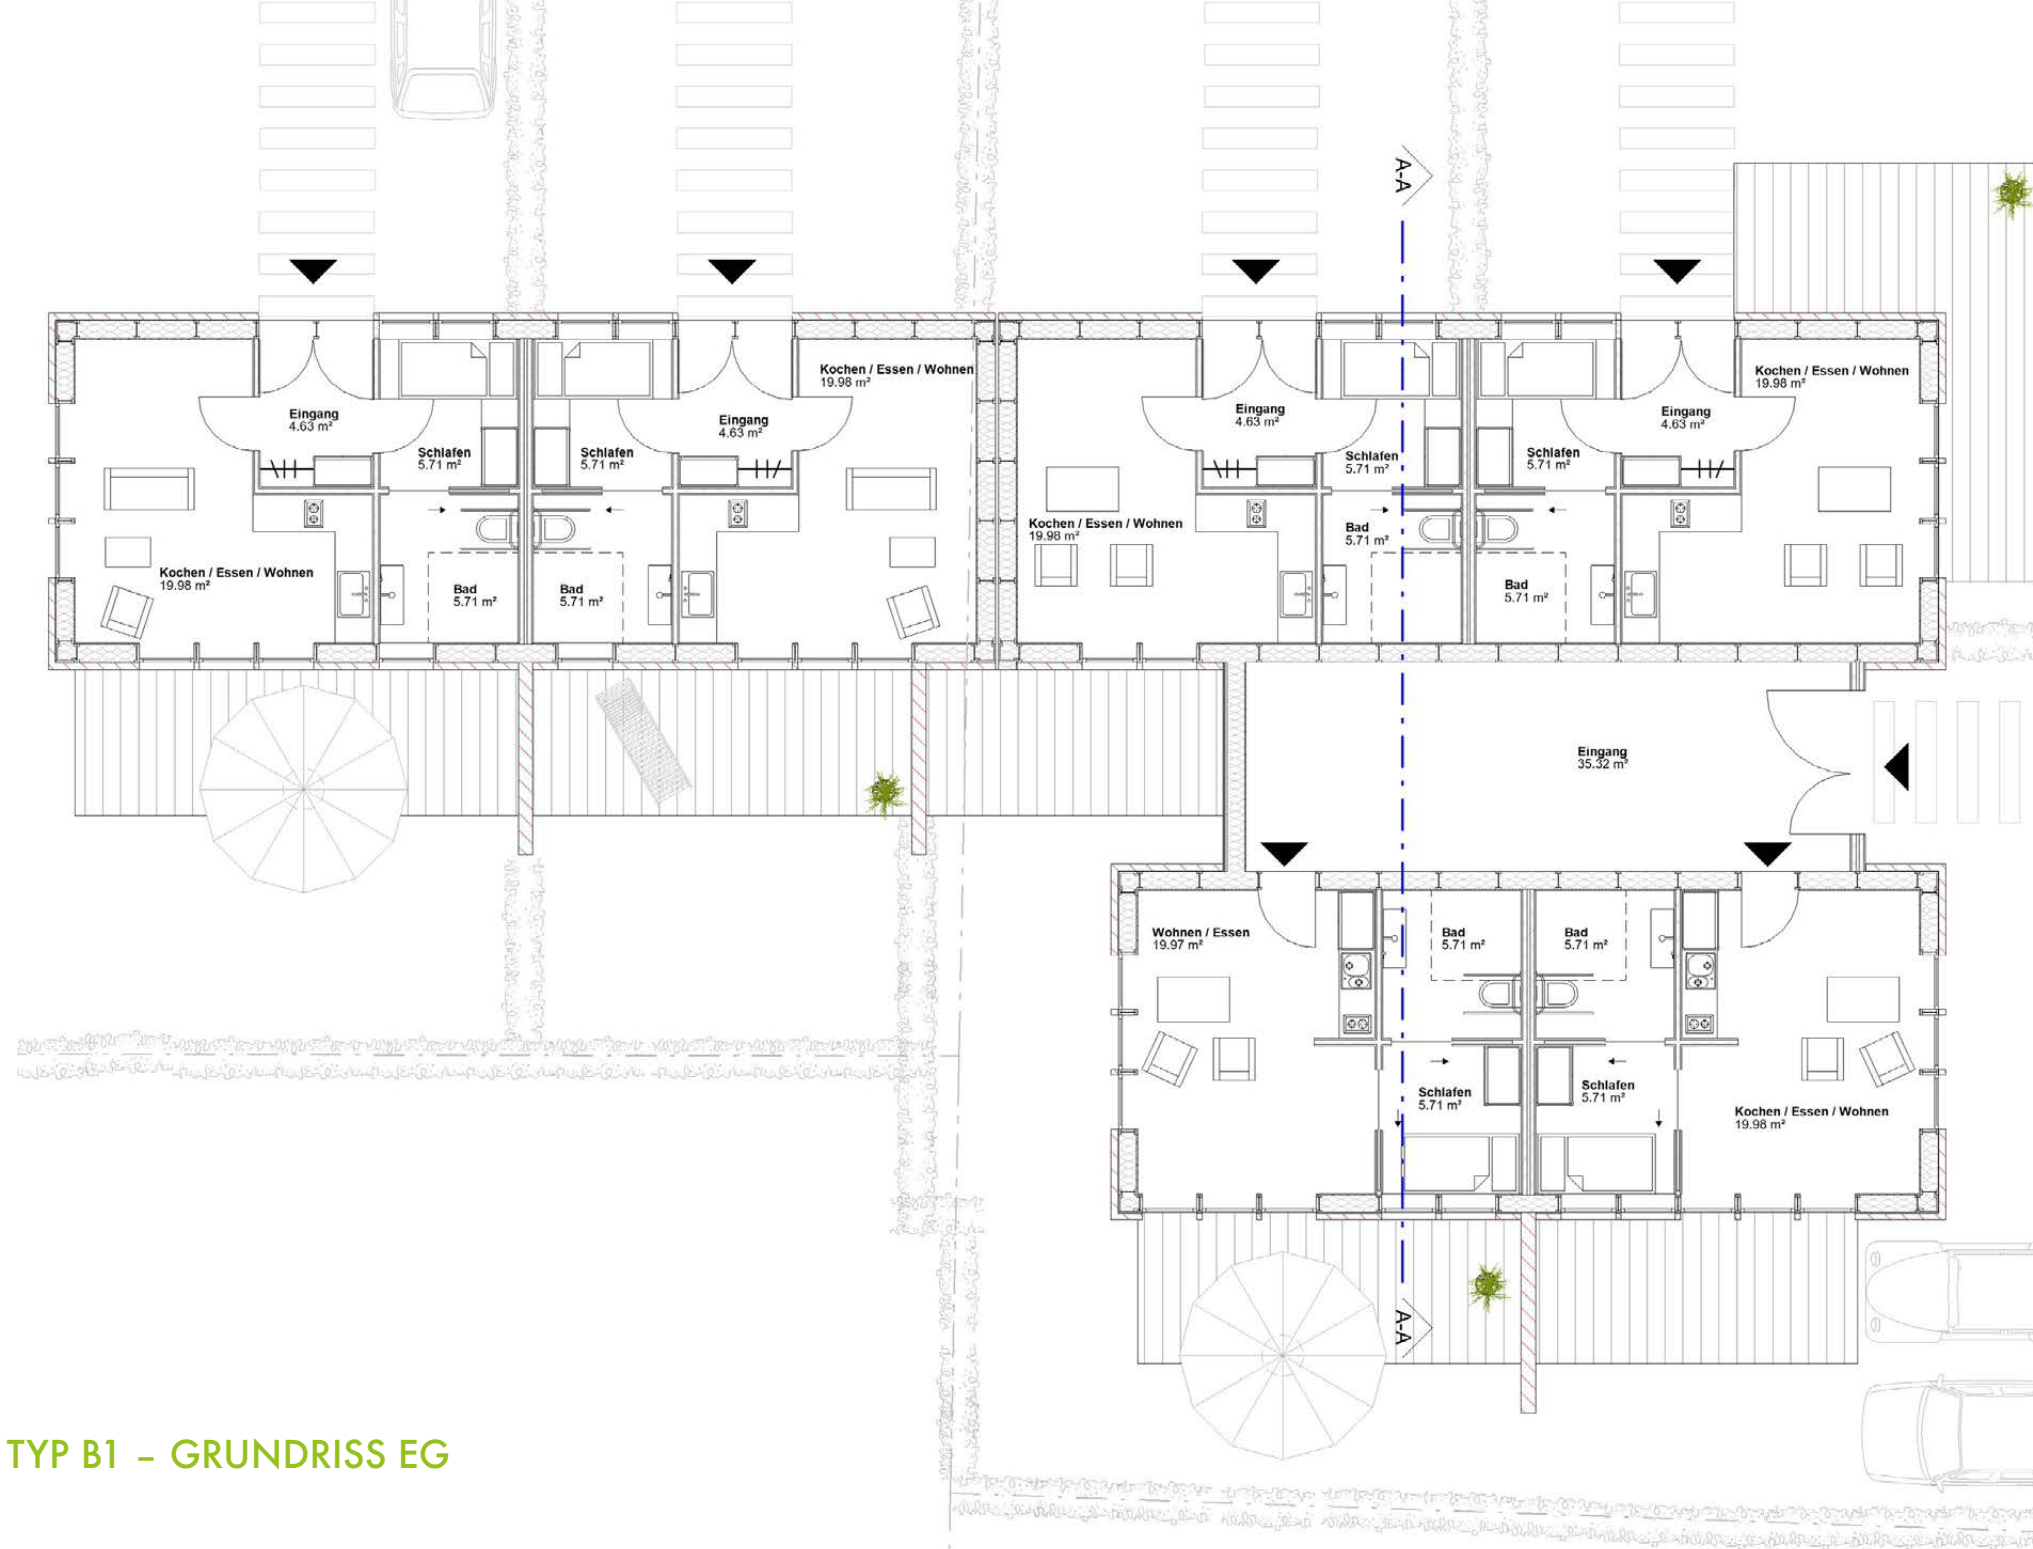 A-A
Kochen / Essen / Wohnen
19.98 m²
Kochen / Essen / Wohnen
19.98 m²
Eingang
4.63 m²
Eingang
4.63 m²
Eingang
4.63 m²
Eingang
4.63 m²
Schlafen
5.71 m²
Schlafen
5.71 m²
Schlafen
5.71 m²
Schlafen
5.71 m²
Kochen / Essen / Wohnen
19.98 m²
Bad
5.71 m²
Kochen / Essen / Wohnen
19.98 m²
Bad
5.71 m²
Bad
5.71 m²
Bad
5.71 m²
Eingang
35.32 m²
Wohnen / Essen
19.97 m²
Bad
5.71 m²
Bad
5.71 m²
Schlafen
5.71 m²
Schlafen
5.71 m²
Kochen / Essen / Wohnen
19.98 m²
A-A
TYP B1 – GRUNDRISS EG